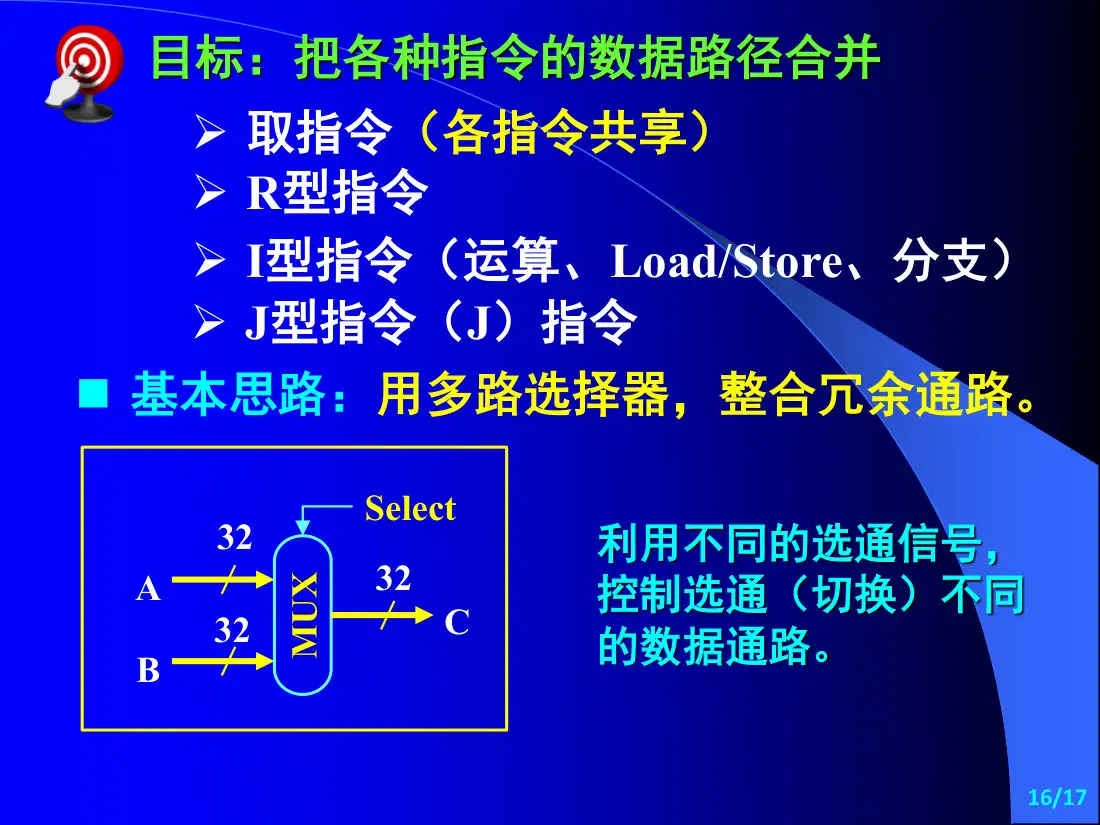 目标：把各种指令的数据路径合并
取指令（各指令共享）
R型指令
I型指令（运算、Load/Store、分支）
J型指令（J）指令
基本思路：用多路选择器，整合冗余通路。
Select
32
A
32
B
MUX
32
C
利用不同的选通信号，
控制选通（切换）不同
的数据通路。
16/17